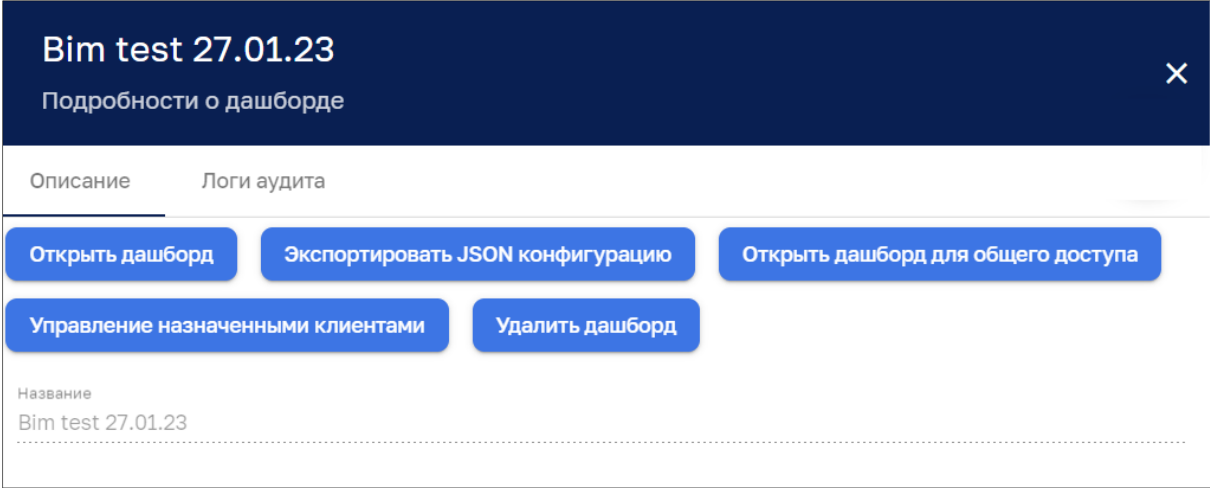 Bim test 27.01.23
Подробности о дашборде
Описание Логи аудита
Открыть дашборд Экспортировать JSON конфигурацию Открыть дашборд для общего доступа
Управление назначенными клиентами Удалить дашборд
Название
Bim test 27.01.23